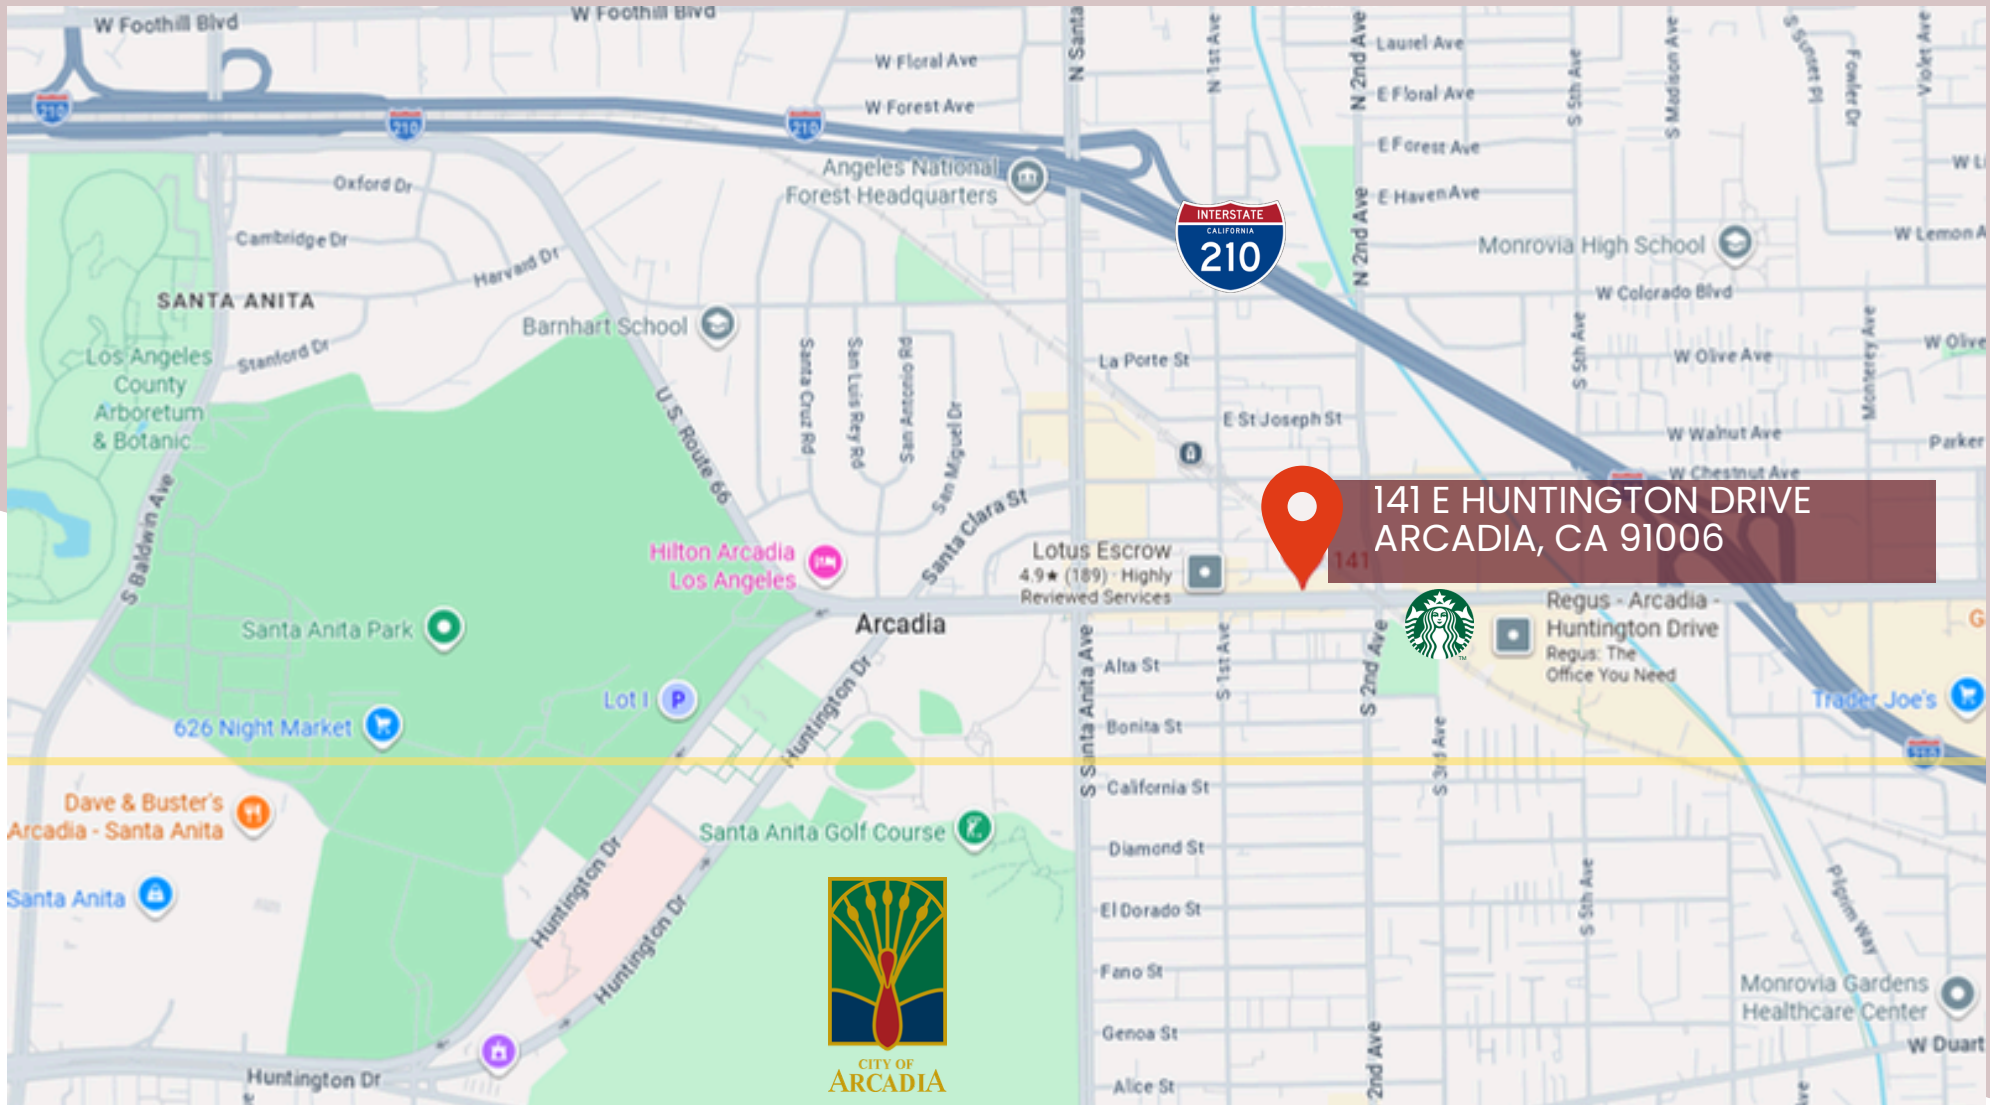 W Foothill Blvd
W Foothill Blvd
W Floral Ave
W Forest Ave
N Santa
N 1st Ave
N 2nd Ave
Laurel Ave
E Floral Ave
E Forest Ave
E Haven Ave
N 2nd Ave
S 5th Ave
S Madison Ave
S Sunset Pl
Fowler Dr
Violet Ave
W Li
W Lemon A
210
210
210
Angeles National
Forest Headquarters
INTERSTATE
CALIFORNIA
210
Monrovia High School
W Colorado Blvd
Oxford Dr
Cambridge Dr
Harvard Dr
SANTA ANITA
Stanford Dr
Barnhart School
Los Angeles
County
Arboretum
& Botanic...
S Baldwin Ave
U.S. Route 66
Santa Cruz Rd
San Luis Rey Rd
San Antonio Rd
San Miguel Dr
Santa Clara St
La Porte St
E St Joseph St
S 5th Ave
W Olive Ave
W Olive
Monterey Ave
W Walnut Ave
Parker
W Chestnut Ave
141 E HUNTINGTON DRIVE
ARCADIA, CA 91006
141
Hilton Arcadia
Los Angeles
Lotus Escrow
4.9★ (189) · Highly
Reviewed Services
Arcadia
Regus - Arcadia -
Huntington Drive
Regus: The
Office You Need
TM
G
Trader Joe's
210
Santa Anita Park
Lot I
P
626 Night Market
Huntington Dr
S Santa Anita Ave
S 1st Ave
S 2nd Ave
S 3rd Ave
Alta St
Bonita St
California St
Diamond St
El Dorado St
Fano St
Genoa St
Alice St
Dave & Buster's
Arcadia - Santa Anita
Santa Anita
Santa Anita Golf Course
Huntington Dr
Huntington Dr
Huntington Dr
CITY OF
ARCADIA
S 5th Ave
Pilgrim Way
Monrovia Gardens
Healthcare Center
W Duart
2nd Ave